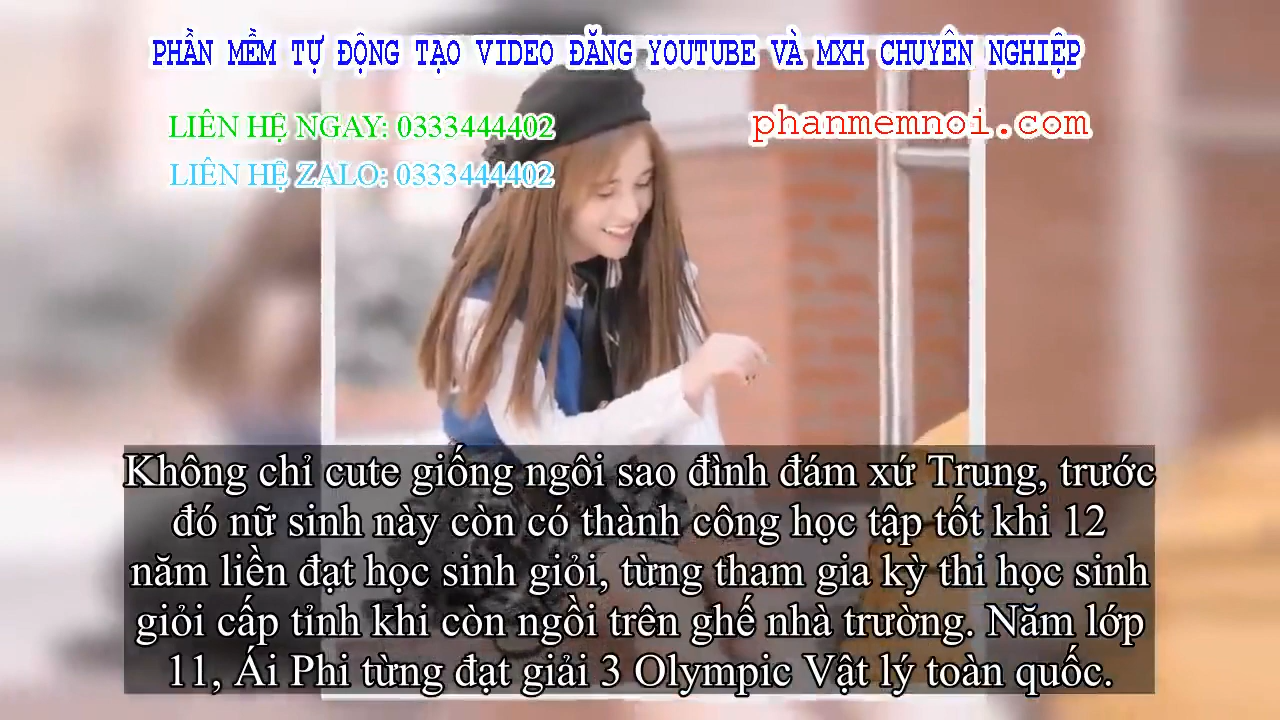 PHẦN MỀM TỰ ĐỘNG TẠO VIDEO ĐĂNG YOUTUBE VÀ MXH CHUYÊN NGHIỆP
LIÊN HỆ NGAY: 0333444402
phanmemnoi.com
LIÊN HỆ ZALO: 0333444402
Không chỉ cute giống ngôi sao đình đám xứ Trung, trước
đó nữ sinh này còn có thành công học tập tốt khi 12
năm liền đạt học sinh giỏi, từng tham gia kỳ thi học sinh
giỏi cấp tỉnh khi còn ngồi trên ghế nhà trường. Năm lớp
11, Ái Phi từng đạt giải 3 Olympic Vật lý toàn quốc.